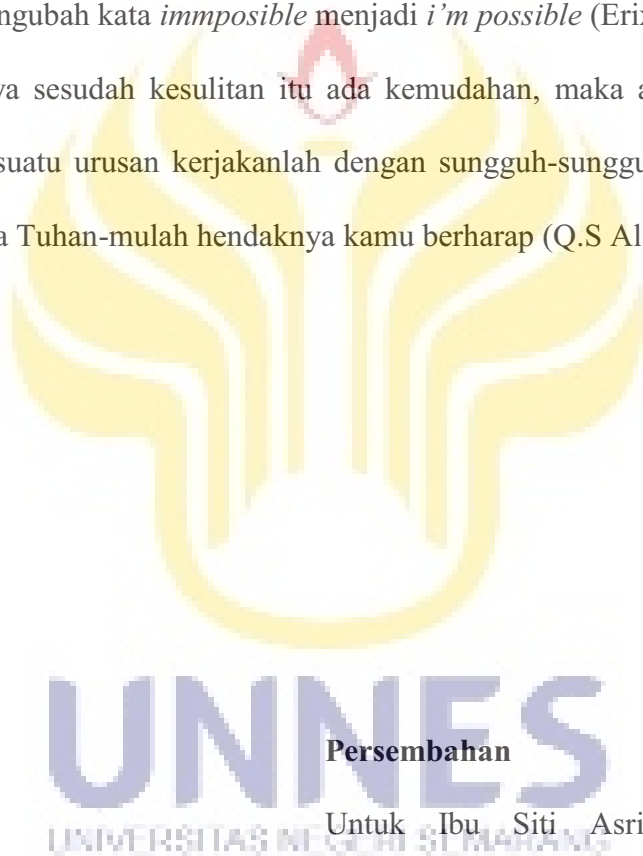 ngubah kata immposible menjadi i’m possible (Erix
va sesudah kesulitan itu ada kemudahan, maka a
suatu urusan kerjakanlah dengan sungguh-sunggu
a Tuhan-mulah hendaknya kamu berharap (Q.S Al
UNNES
Persembahan
Untuk Ibu Siti Asri
UNIVERSITAS NEGERI SEMARANG